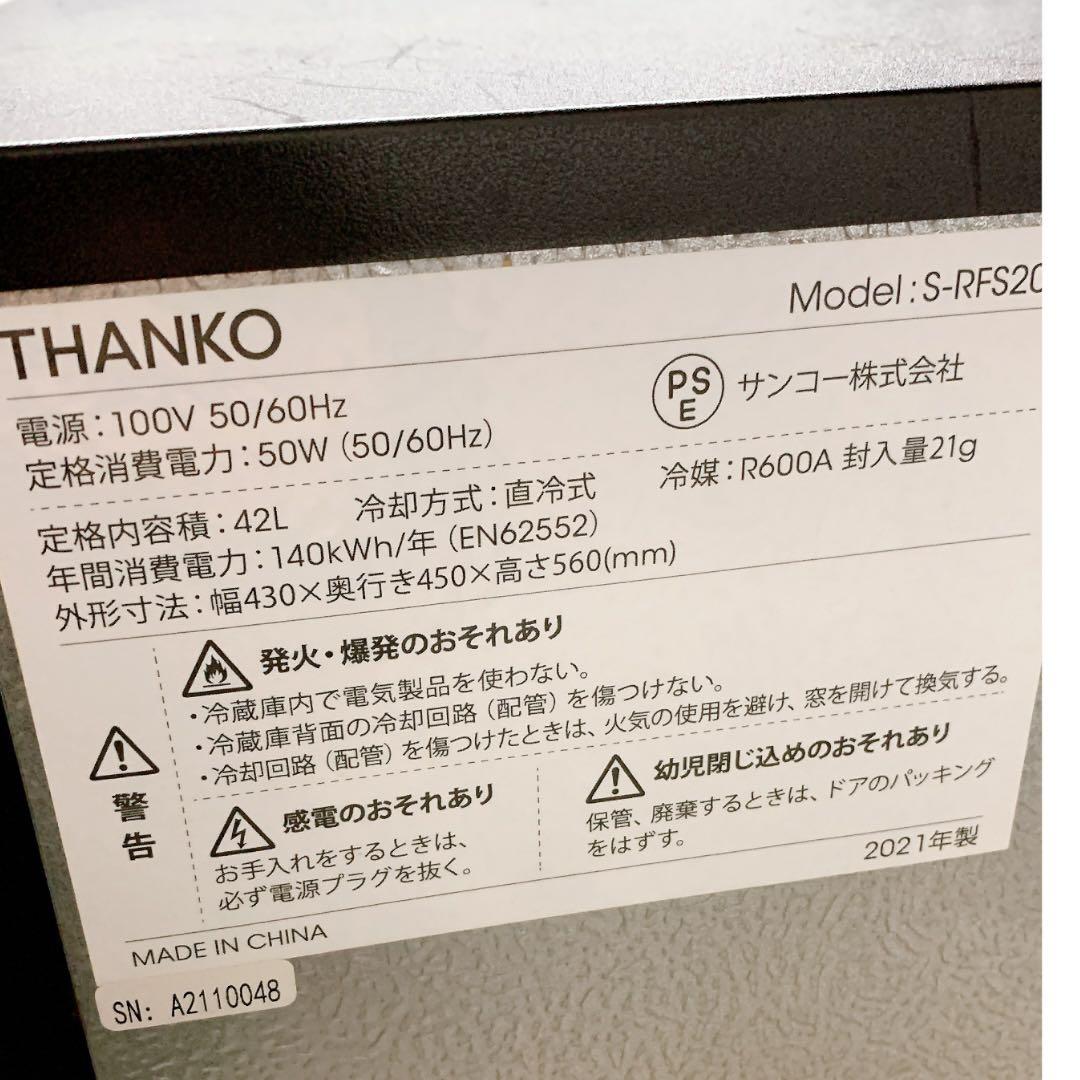 THANKO
Model : S-RFS20
電源：100V 50/60Hz
定格消費電力：50W（50/60Hz）
PS
E
サンコー株式会社
定格内容積：42L 冷却方式：直冷式 冷媒：R600A 封入量21g
年間消費電力：140kWh/年（EN62552）
外形寸法：幅430×奥行き450×高さ560(mm)
警告
発火・爆発のおそれあり
・冷蔵庫内で電気製品を使わない。
・冷蔵庫背面の冷却回路（配管）を傷つけない。
・冷却回路（配管）を傷つけたときは、火気の使用を避け、窓を開けて換気する。
感電のおそれあり
お手入れをするときは、
必ず電源プラグを抜く。
幼児閉じ込めのおそれあり
保管、廃棄するときは、ドアのパッキング
をはずす。
2021年製
MADE IN CHINA
SN: A2110048